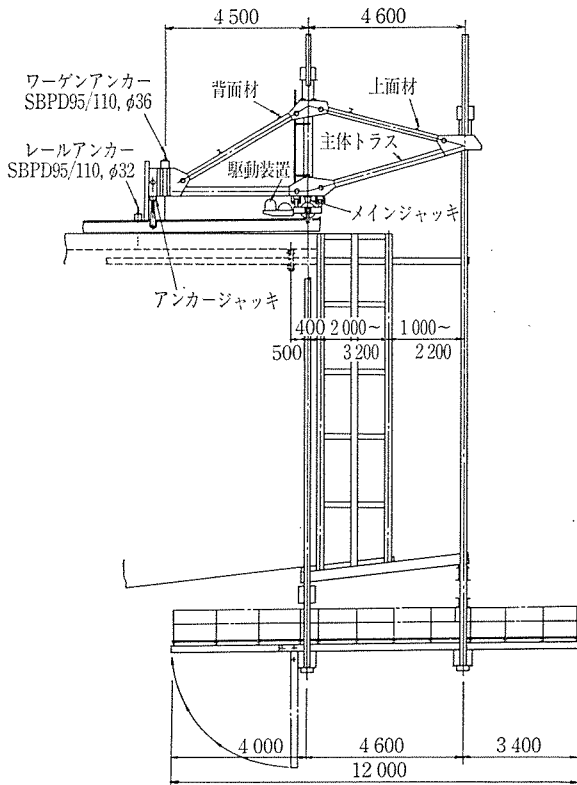 4 500
4 600
ワーゲンアンカー
SBPD95/110, φ36
背面材
上面材
主体トラス
レールアンカー
SBPD95/110, φ32
駆動装置
メインジャッキ
アンカージャッキ
400
2 000~
1 000~
500
3 200
2 200
4 000
4 600
3 400
12 000